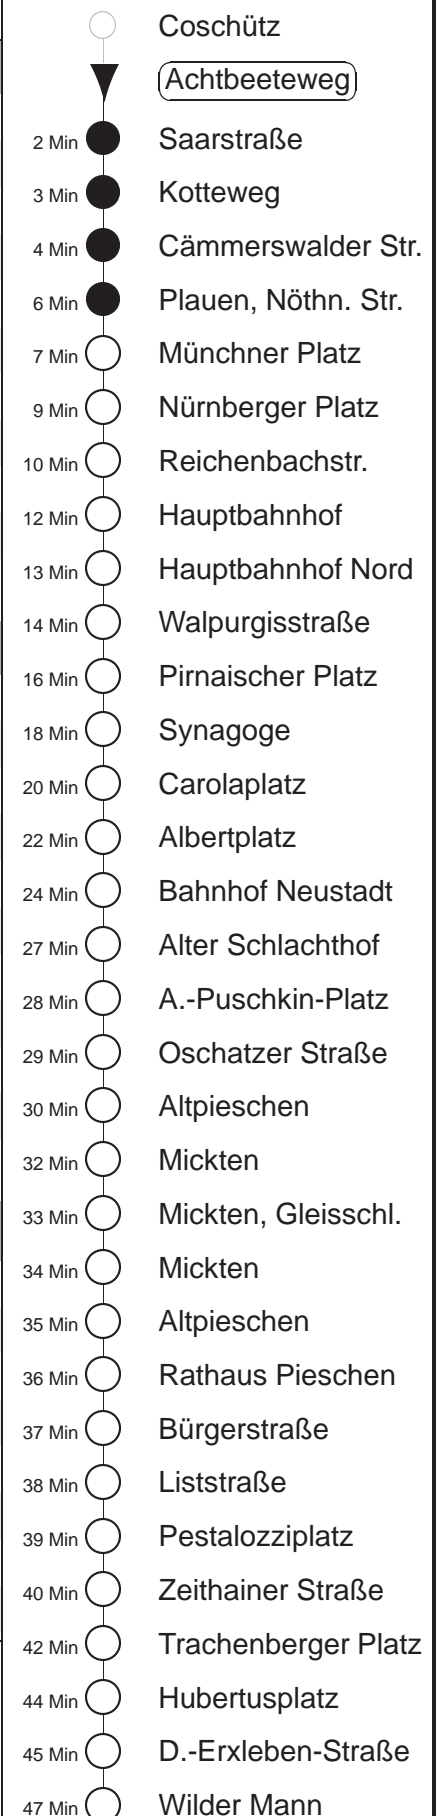 Coschütz
Achtbeeteweg
2 Min Saarstraße
3 Min Kotteweg
4 Min Cämmerswalder Str.
6 Min Plauen, Nöthn. Str.
7 Min Münchner Platz
9 Min Nürnberger Platz
10 Min Reichenbachstr.
12 Min Hauptbahnhof
13 Min Hauptbahnhof Nord
14 Min Walpurgisstraße
16 Min Pirnaischer Platz
18 Min Synagoge
20 Min Carolaplatz
22 Min Albertplatz
24 Min Bahnhof Neustadt
27 Min Alter Schlachthof
28 Min A.-Puschkin-Platz
29 Min Oschatzer Straße
30 Min Altpieschen
32 Min Mickten
33 Min Mickten, Gleisschl.
34 Min Mickten
35 Min Altpieschen
36 Min Rathaus Pieschen
37 Min Bürgerstraße
38 Min Liststraße
39 Min Pestalozziplatz
40 Min Zeithainer Straße
42 Min Trachenberger Platz
44 Min Hubertusplatz
45 Min D.-Erxleben-Straße
47 Min Wilder Mann